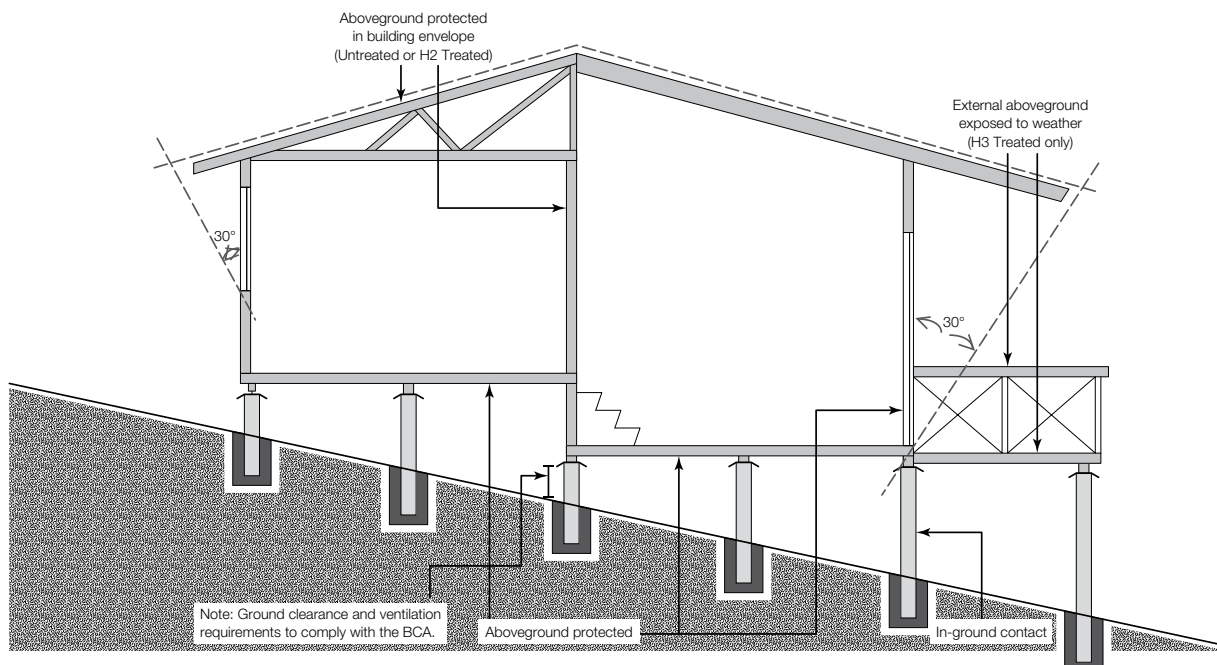 Aboveground protected
in building envelope
(Untreated or H2 Treated)
External aboveground
exposed to weather
(H3 Treated only)
30°
30°
Note: Ground clearance and ventilation
requirements to comply with the BCA.
Aboveground protected
In-ground contact